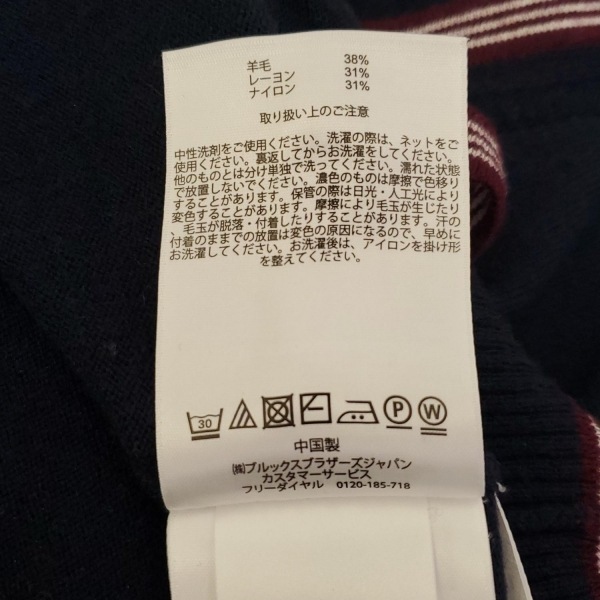 羊毛 38%
レーヨン 31%
ナイロン 31%
取り扱い上のご注意
中性洗剤をご使用ください。洗濯の際は、ネットをご
使用ください。裏返してからお洗濯をしてください。
他のものとは分け単独で洗ってください。濡れた状態
で放置しないでください。濃色のものは摩擦で色移り
することがあります。保管の際は日光・人工光により
変色することがあります。摩擦により毛玉が生じたり
、毛玉が脱落・付着したりすることがあります。汗の
付着のままでの放置は変色の原因になるので、早めに
お洗濯してください。お洗濯後は、アイロンを掛け形
を整えてください。
30 P W
中国製
㈱ブルックスブラザーズジャパン
カスタマーサービス
フリーダイヤル 0120-185-718